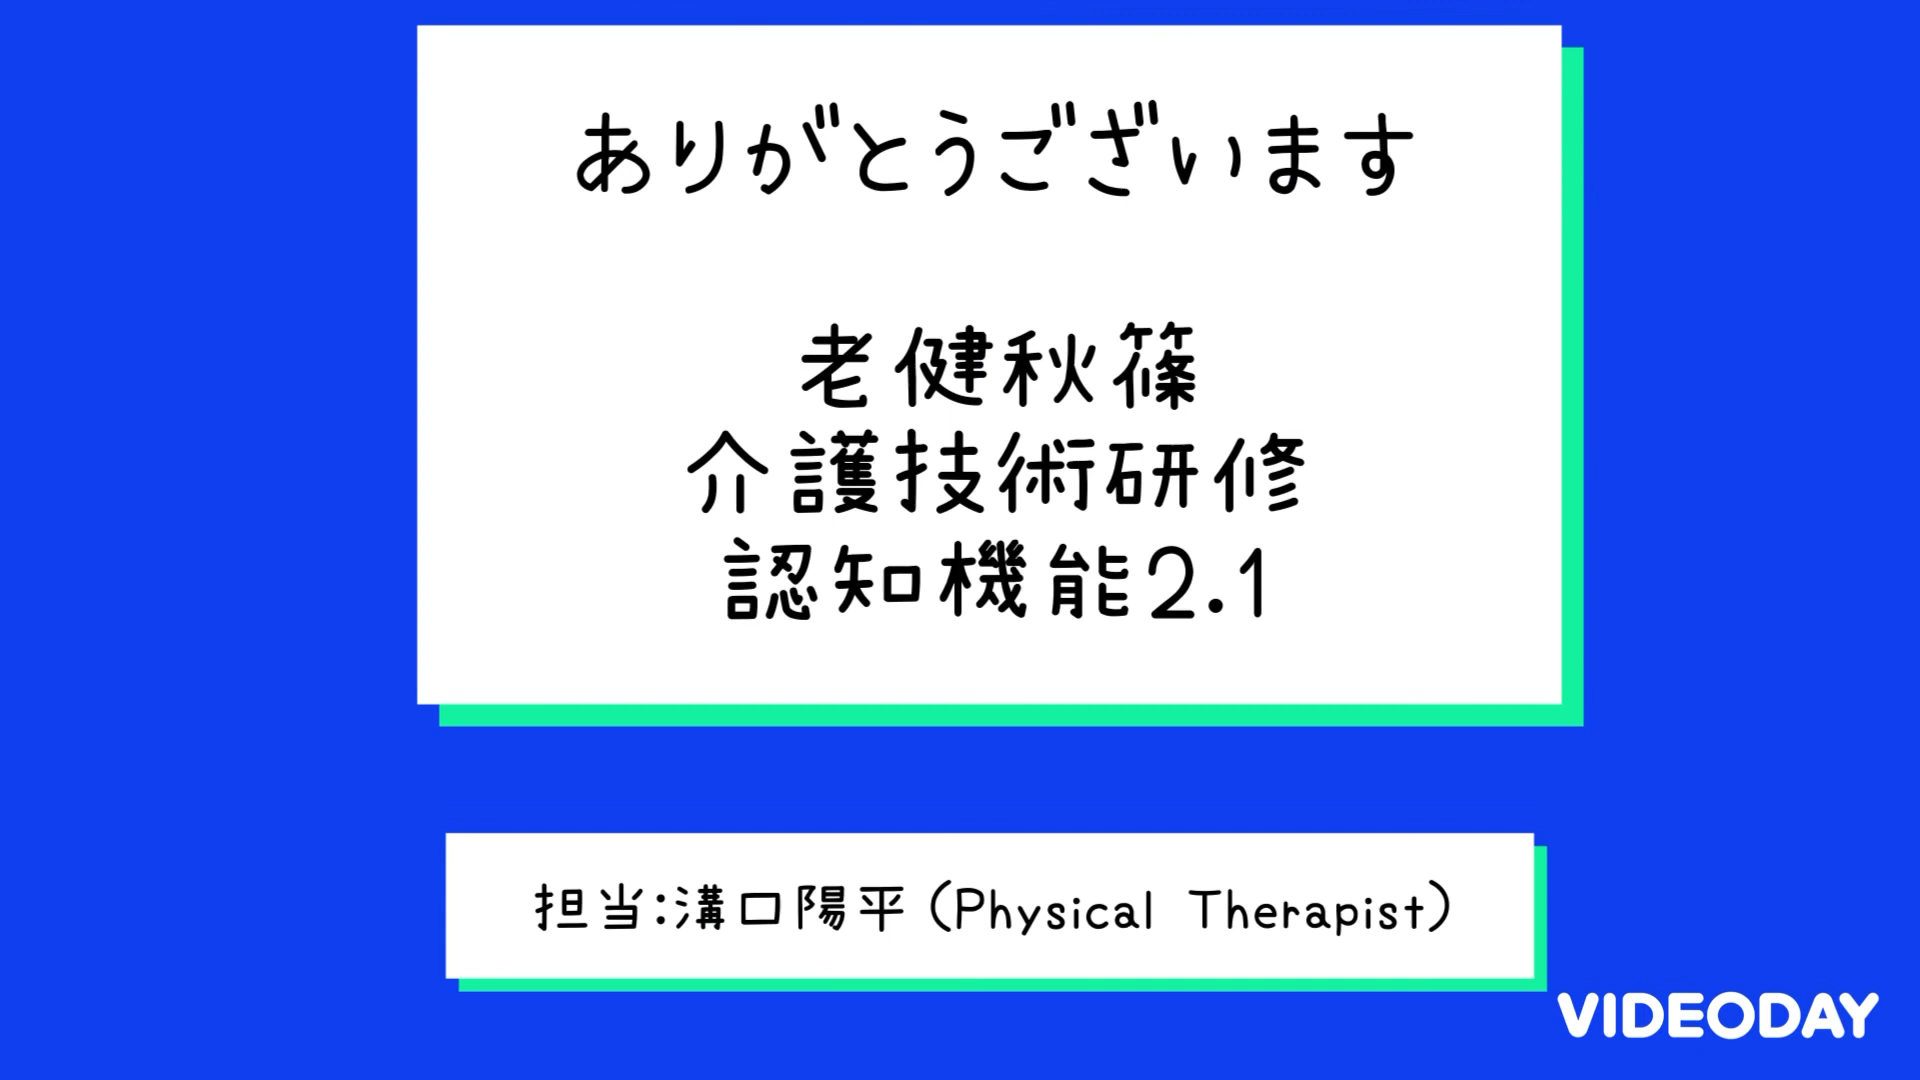 ありがとうございます
老健秋篠
介護技術研修
認知機能2.1
担当:溝口陽平 (Physical Therapist)
VIDEODAY